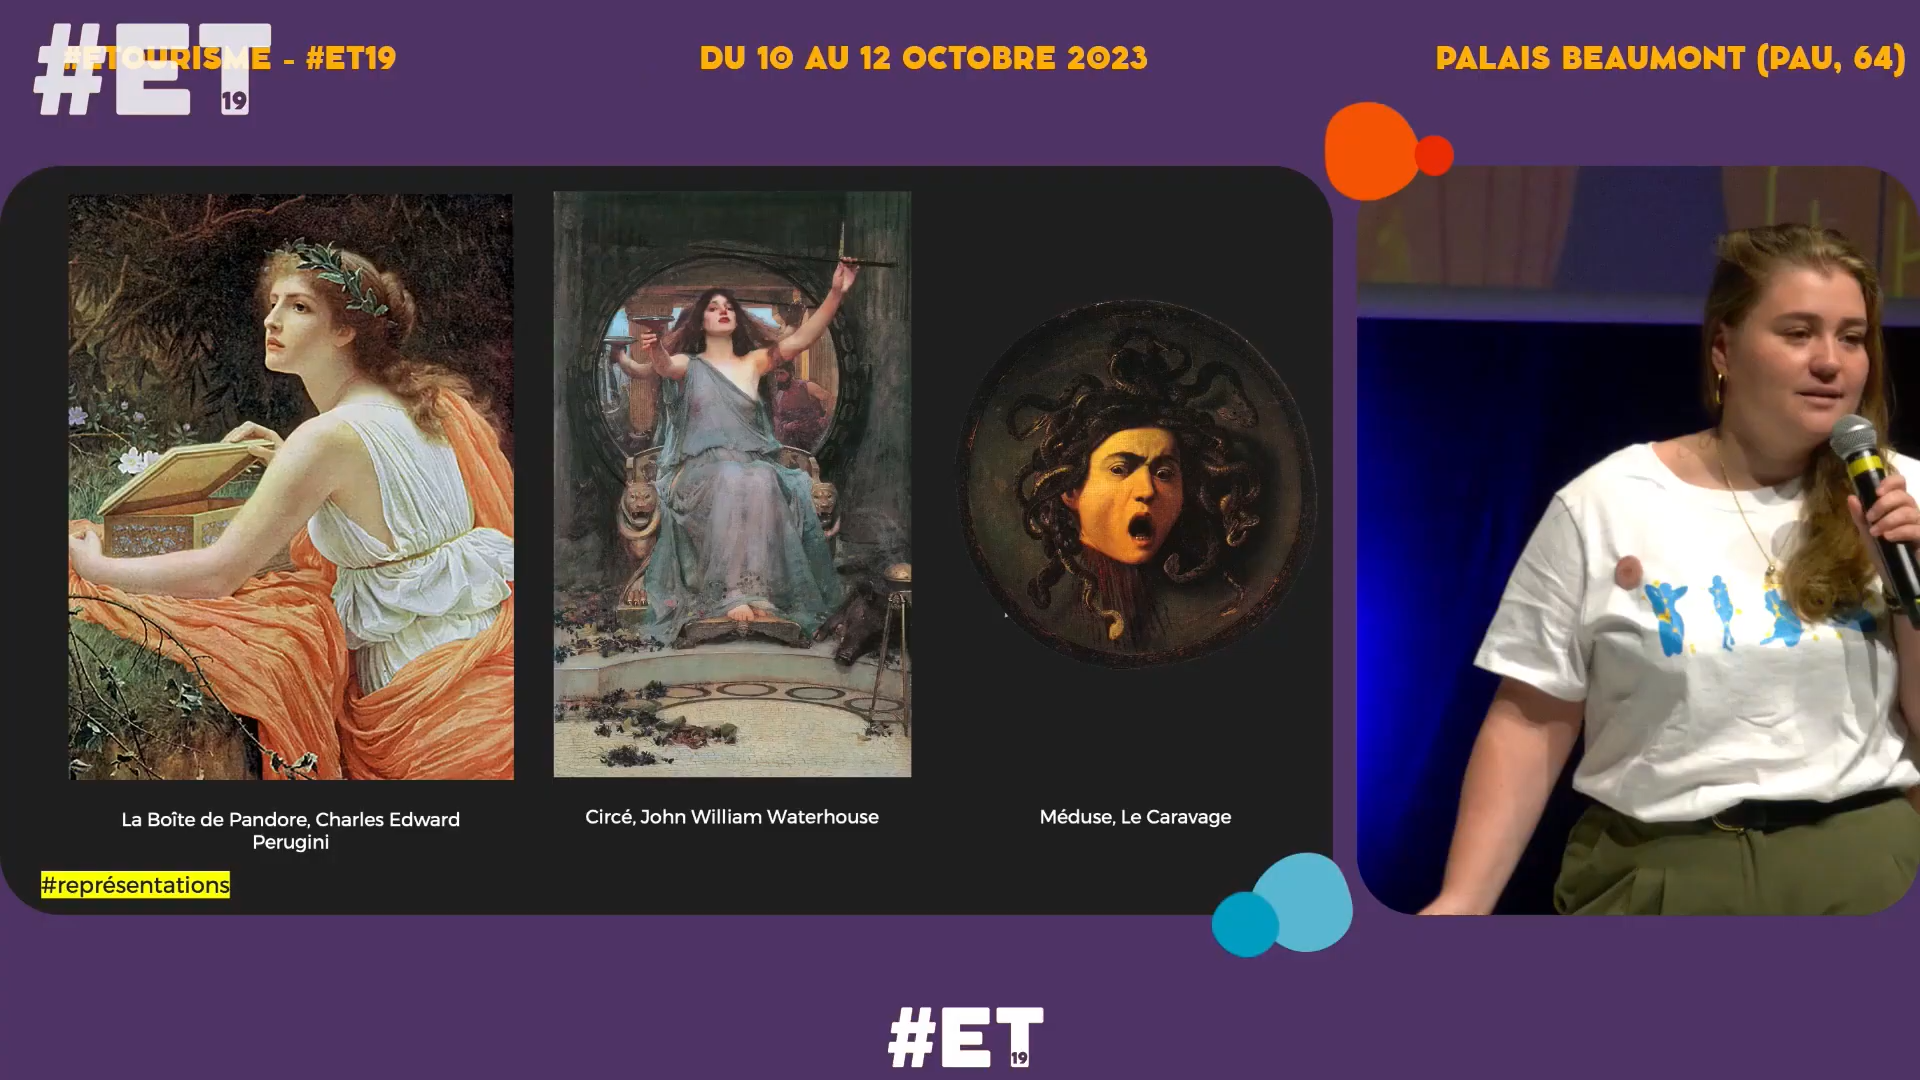 #ET
19
#ETOURISME - #ET19
DU 10 AU 12 OCTOBRE 2023
PALAIS BEAUMONT (PAU, 64)
La Boîte de Pandore, Charles Edward
Perugini
Circé, John William Waterhouse
Méduse, Le Caravage
#représentations
#ET
19